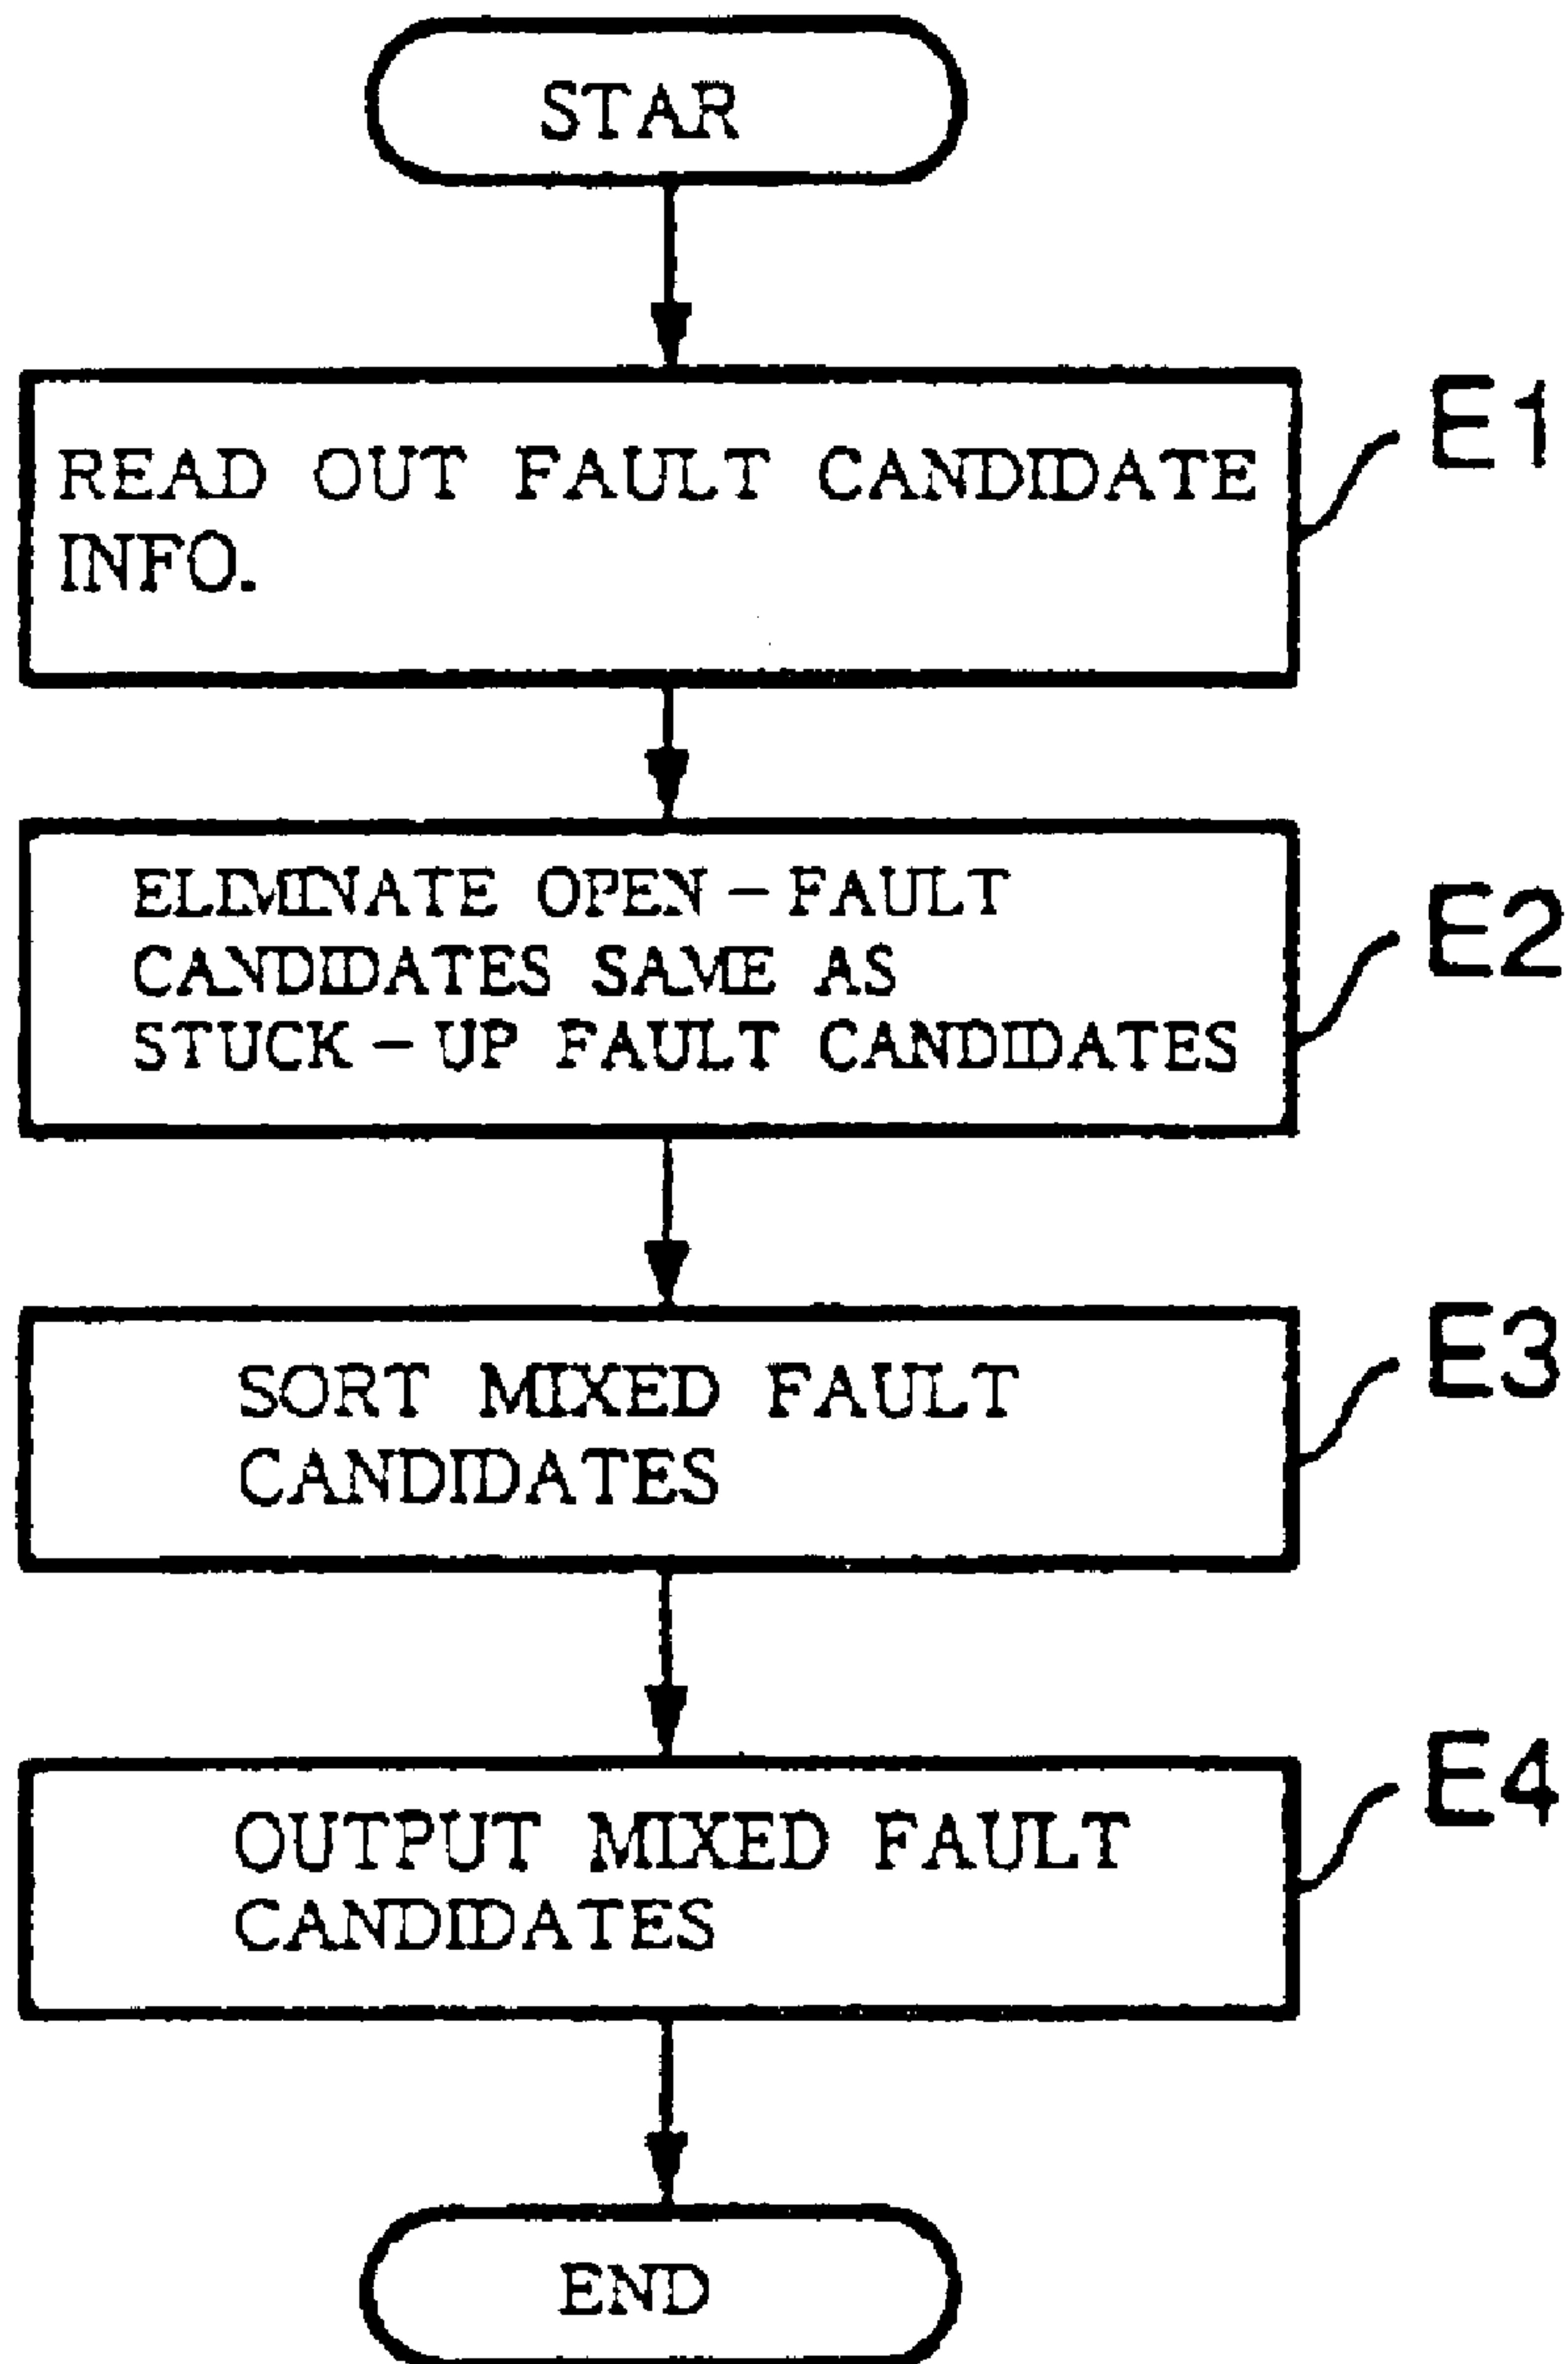 STAR
READ OUT FAULT CANDIDATE
INFO.
E1
ELIMINATE OPEN-FAULT
CANDIDATES SAME AS
STUCK-UP FAULT CANDIDATES
E2
SORT MIXED FAULT
CANDIDATES
E3
OUTPUT MIXED FAULT
CANDIDATES
E4
END